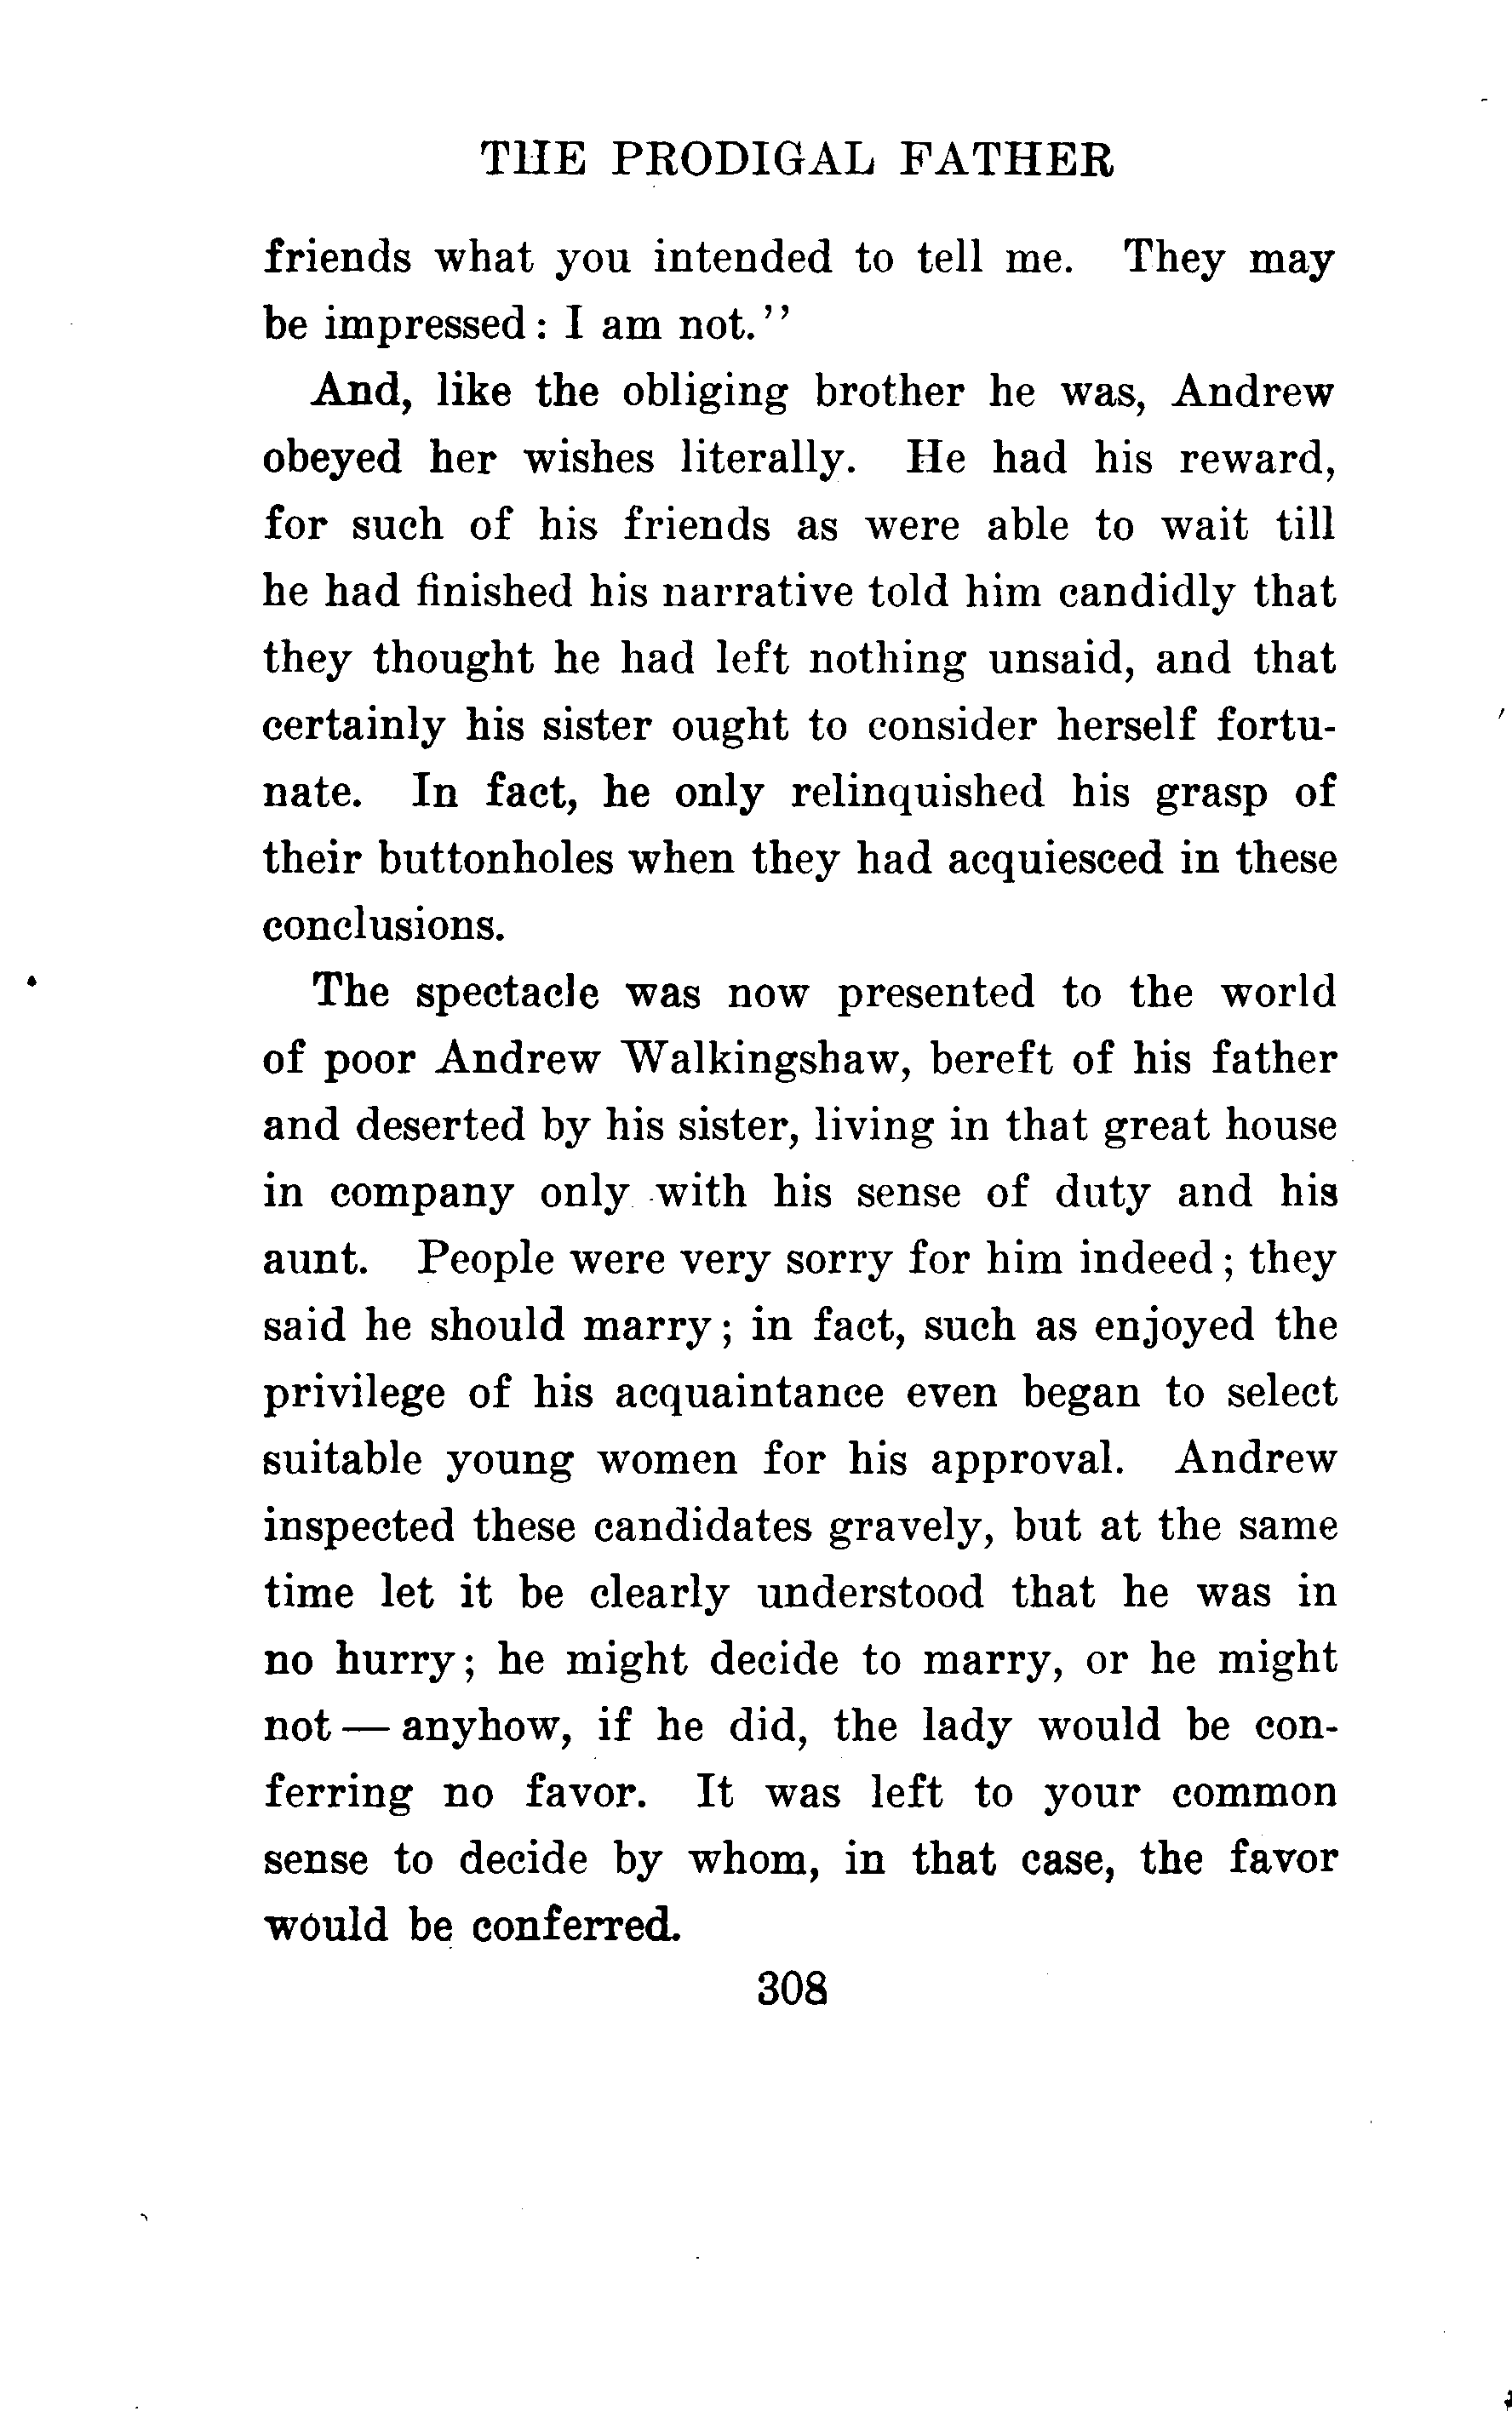 THE PRODIGAL FATHER
friends what you intended to tell me. They may
be impressed: I am not.''
And, like the obliging brother he was, Andrew
obeyed her wishes literally. He had his reward,
for such of his friends as were able to wait till
he had finished his narrative told him candidly that
they thought he had left nothing unsaid, and that
certainly his sister ought to consider herself fortu-
nate. In fact, he only relinquished his grasp of
their buttonholes when they had acquiesced in these
conclusions.
The spectacle was now presented to the world
of poor Andrew Walkingshaw, bereft of his father
and deserted by his sister, living in that great house
in company only with his sense of duty and his
aunt. People were very sorry for him indeed; they
said he should marry; in fact, such as enjoyed the
privilege of his acquaintance even began to select
suitable young women for his approval. Andrew
inspected these candidates gravely, but at the same
time let it be clearly understood that he was in
no hurry; he might decide to marry, or he might
not — anyhow, if he did, the lady would be con-
ferring no favor. It was left to your common
sense to decide by whom, in that case, the favor
would be conferred.
308